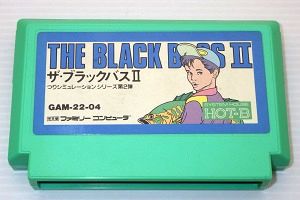 THE BLACK BASS II
ザ・ブラックバスII
つりシミュレーションシリーズ第2弾
GAM-22-04
SYSTEM HOUSE
HOT-B
ファミリー コンピュータ